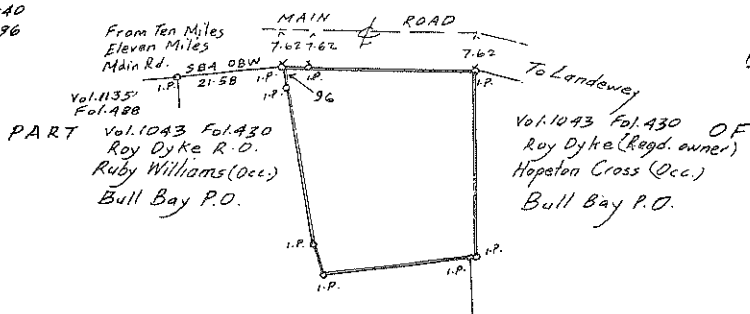 40
96
MAIN ROAD
From Ten Miles
Eleven Miles
Main Rd.
7.62 7.62
7.62
SBA OBW
21.58
I.P.
I.P.
I.P.
I.P.
I.P.
96
To Landewey
Vol.1135
Fol.488
PART
Vol.1043 Fol.430
Roy Dyke R.O.
Ruby Williams (Occ.)
Bull Bay P.O.
Vol.1043 Fol.430
OF
Roy Dyke (Regd. owner)
Hopeton Cross (Occ.)
Bull Bay P.O.
I.P.
I.P.
I.P.
I.P.